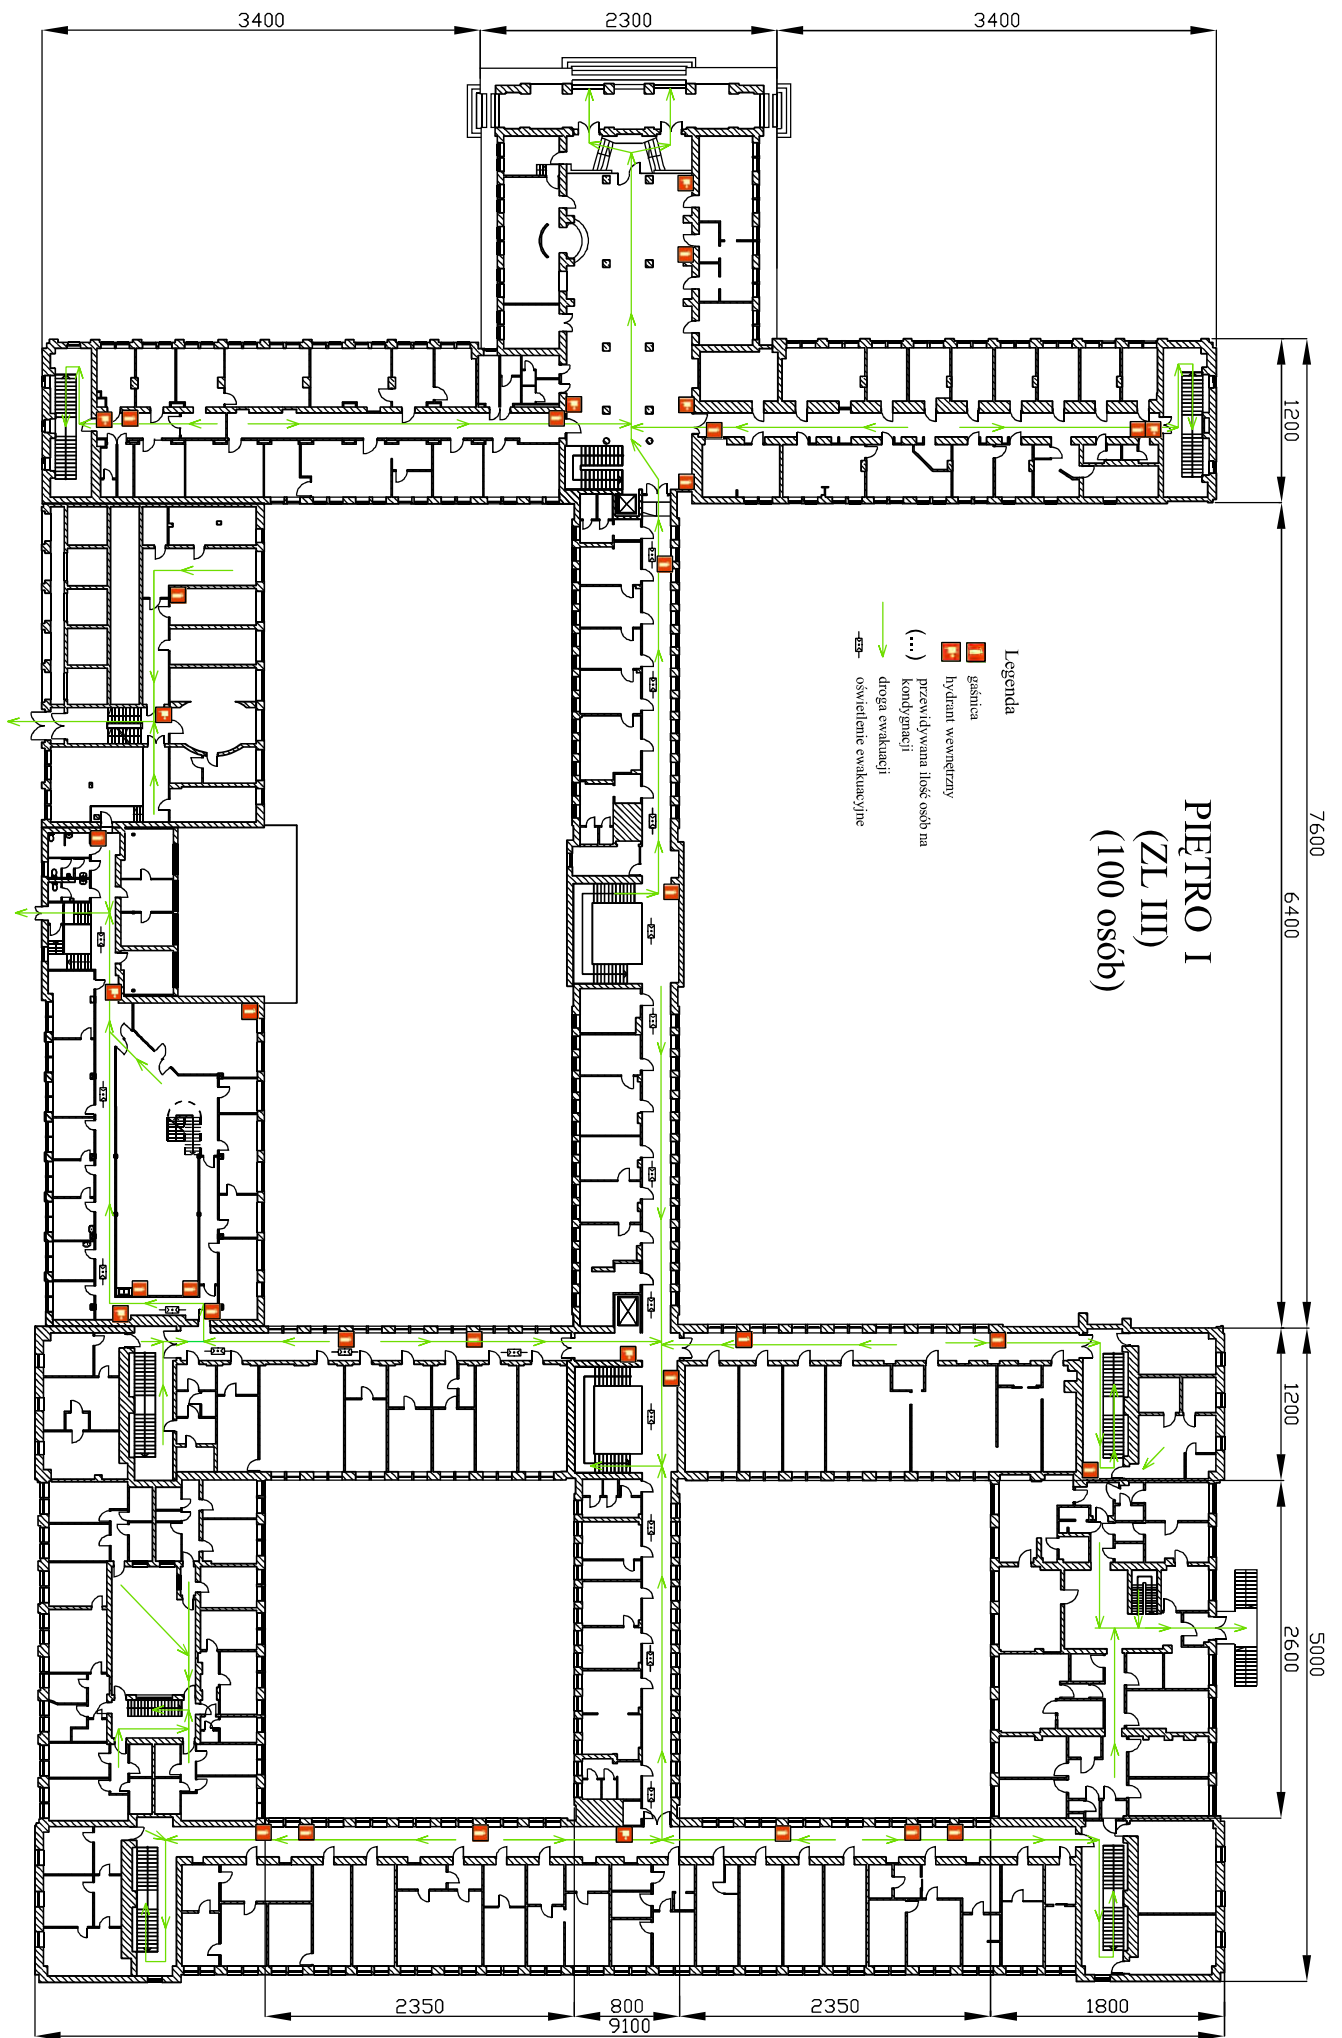 3400
2300
3400
PIĘTRO I
(ZL III)
(100 osób)
Legenda
gaśnica
hydrant wewnętrzny
(...)
przewidywana ilość osób na
kondygnacji
droga ewakuacji
oświetlenie ewakuacyjne
1200
7600
6400
1200
5000
2600
2350
800
2350
1800
9100